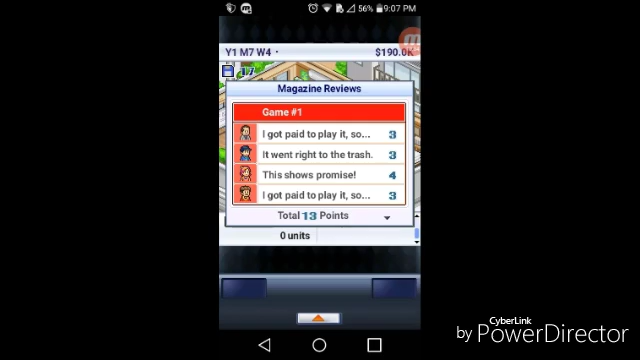 56% 9:07 PM
Y1 M7 W4 $190.0K
17
Magazine Reviews
Game #1
I got paid to play it, so... 3
It went right to the trash. 3
This shows promise! 4
I got paid to play it, so... 3
Total 13 Points
0 units
CyberLink
by PowerDirector